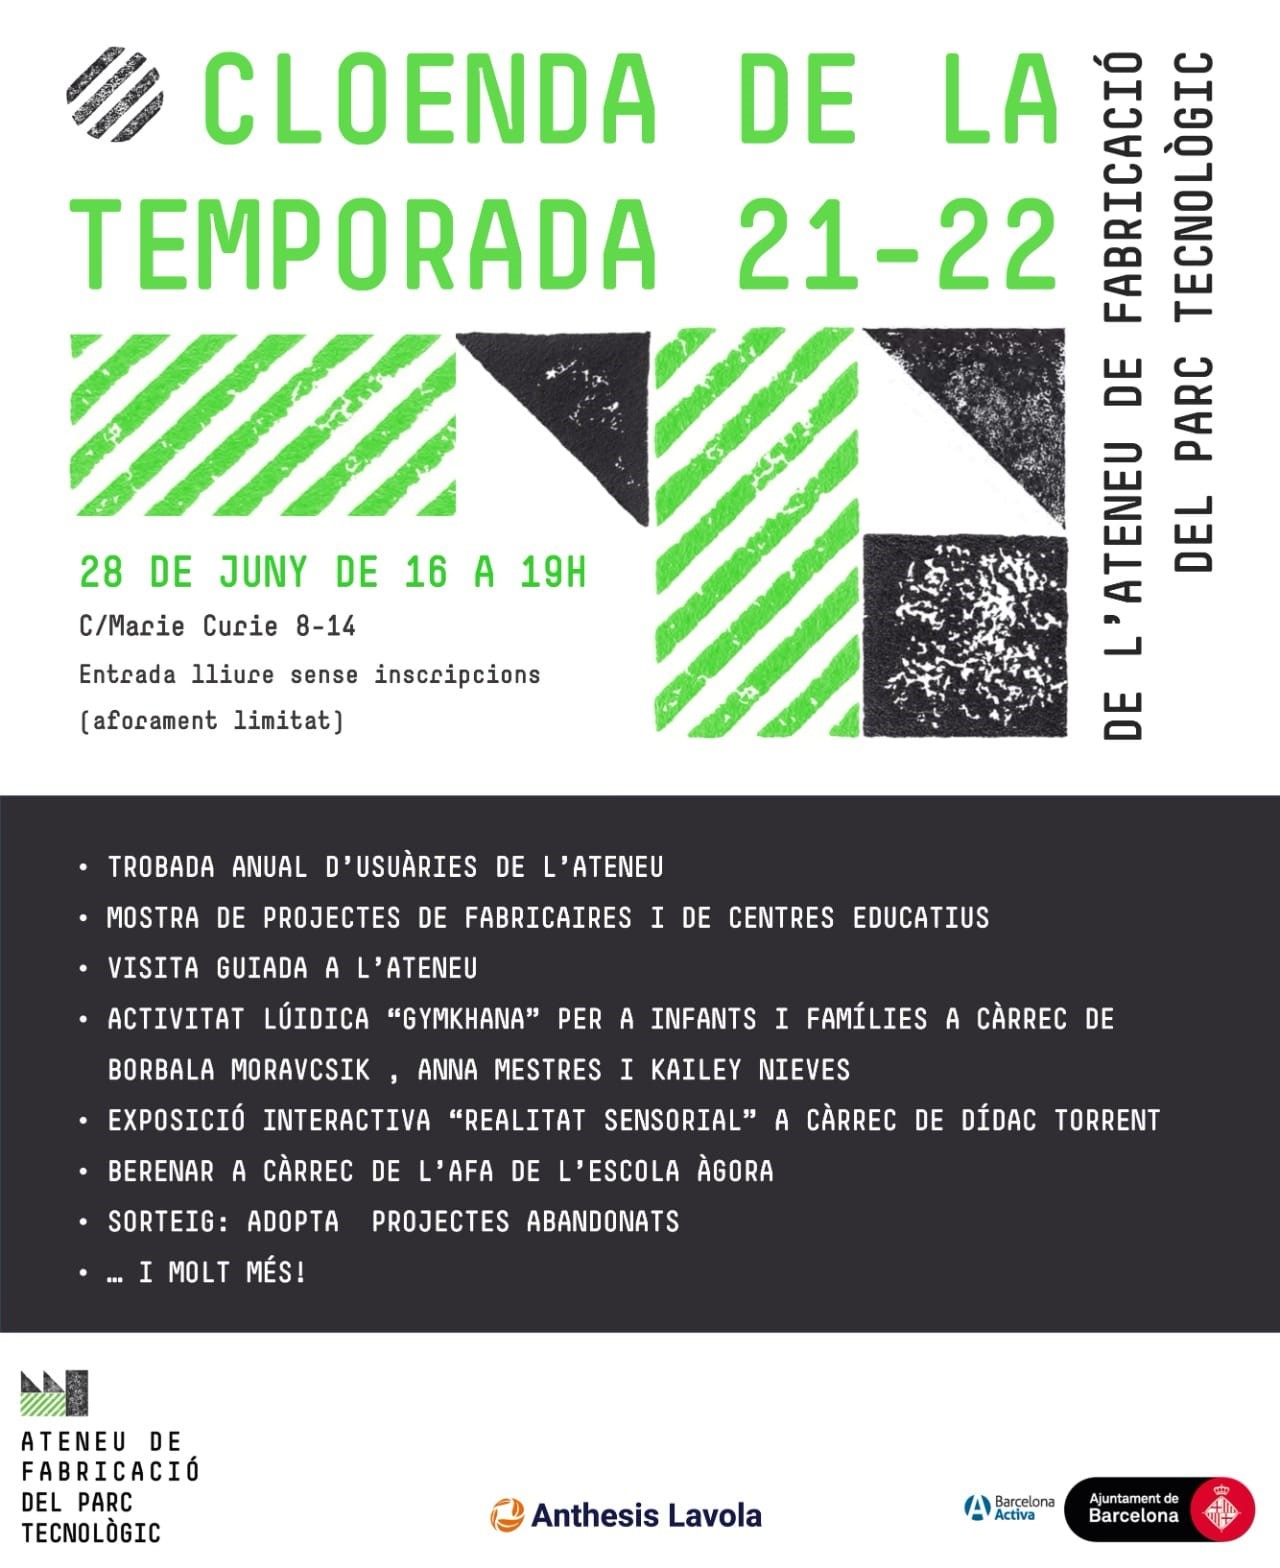 CLOENDA DE LA
TEMPORADA 21-22
DE L'ATENEU DE FABRICACIÓ
DEL PARC TECNOLÒGIC
28 DE JUNY DE 16 A 19H
C/Marie Curie 8-14
Entrada lliure sense inscripcions
(aforament limitat)
• TROBADA ANUAL D'USUÀRIES DE L'ATENEU
• MOSTRA DE PROJECTES DE FABRICAIRES I DE CENTRES EDUCATIUS
• VISITA GUIADA A L'ATENEU
• ACTIVITAT LÚIDICA “GYMKHANA” PER A INFANTS I FAMÍLIES A CÀRREC DE
BORBALA MORAVCSIK , ANNA MESTRES I KAILEY NIEVES
• EXPOSICIÓ INTERACTIVA “REALITAT SENSORIAL” A CÀRREC DE DÍDAC TORRENT
• BERENAR A CÀRREC DE L'AFA DE L'ESCOLA ÀGORA
• SORTEIG: ADOPTA  PROJECTES ABANDONATS
• … I MOLT MÉS!
ATENEU DE
FABRICACIÓ
DEL PARC
TECNOLÒGIC
Anthesis Lavola
Barcelona
Activa
Ajuntament de
Barcelona